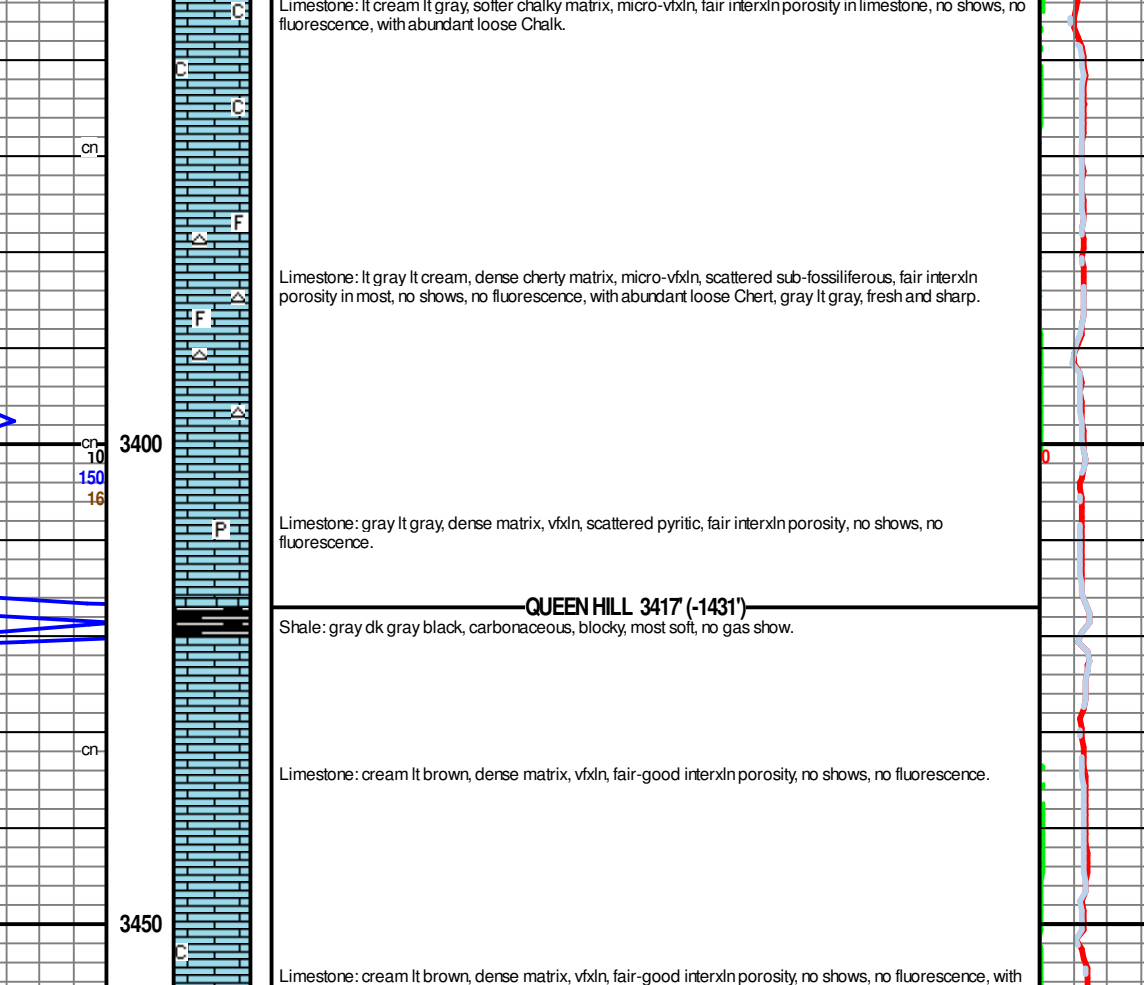 Limestone: lt cream lt gray, softer chalky matrix, micro-vfxln, fair interxln porosity in limestone, no shows, no
fluorescence, with abundant loose Chalk.
C
C
C
cn
F
Limestone: lt gray lt cream, dense cherty matrix, micro-vfxln, scattered sub-fossiliferous, fair interxln
porosity in most, no shows, no fluorescence, with abundant loose Chert, gray lt gray, fresh and sharp.
F
cn
3400
10
0
150
16
Limestone: gray lt gray, dense matrix, vfxln, scattered pyritic, fair interxln porosity, no shows, no
P
fluorescence.
QUEEN HILL 3417' (-1431')
Shale: gray dk gray black, carbonaceous, blocky, most soft, no gas show.
cn
Limestone: cream lt brown, dense matrix, vfxln, fair-good interxln porosity, no shows, no fluorescence.
3450
C
Limestone: cream lt brown, dense matrix, vfxln, fair-good interxln porosity, no shows, no fluorescence, with